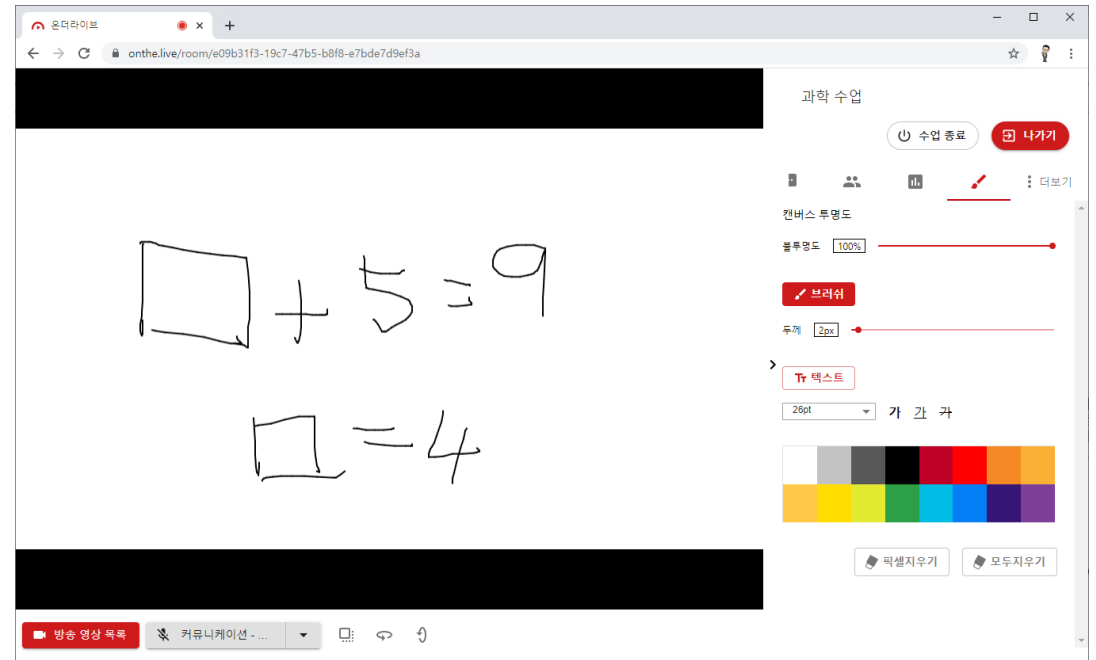 온더라이브
onthe.live/room/e09b31f3-19c7-47b5-b8f8-e7bde7d9ef3a
과학 수업
수업 종료
나가기
더보기
캔버스 투명도
불투명도 100%
브러쉬
두께 2px
텍스트
26pt 가 가 가
□ + 5 = 9
□ = 4
픽셀지우기 모두지우기
방송 영상 목록 커뮤니케이션 - ...